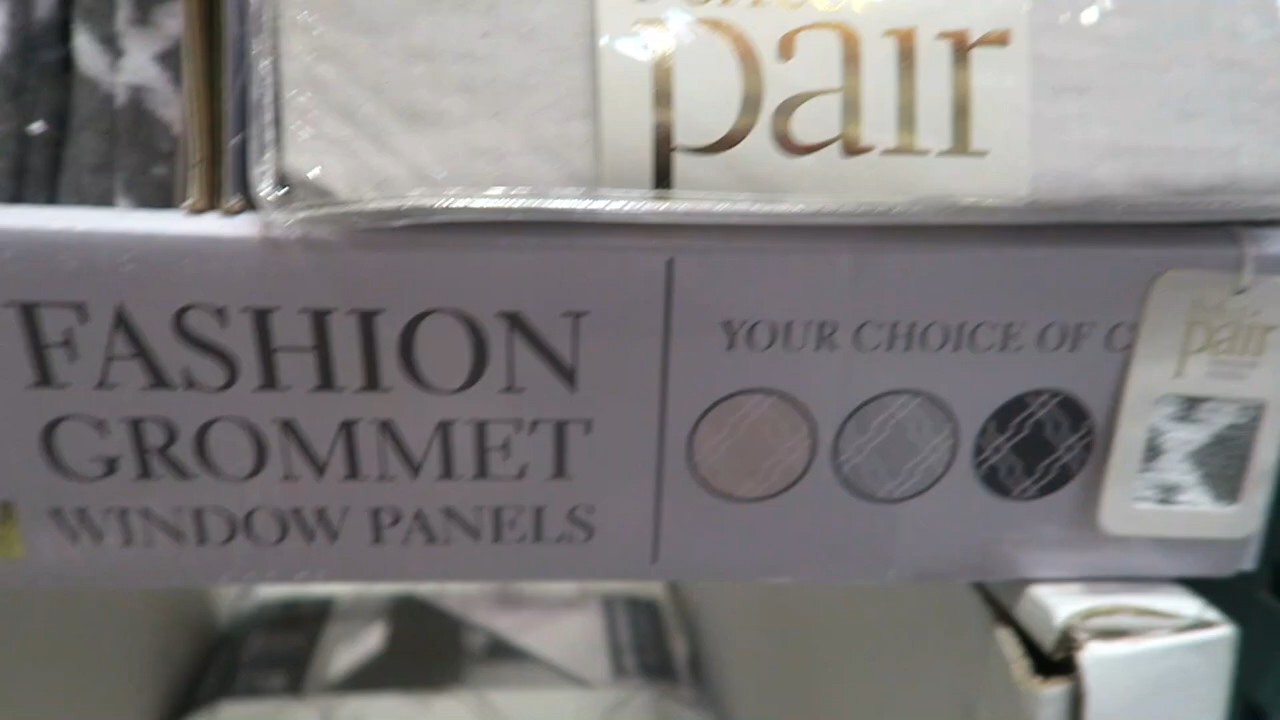 pair
FASHION
GROMMET
WINDOW PANELS
YOUR CHOICE OF C
pair